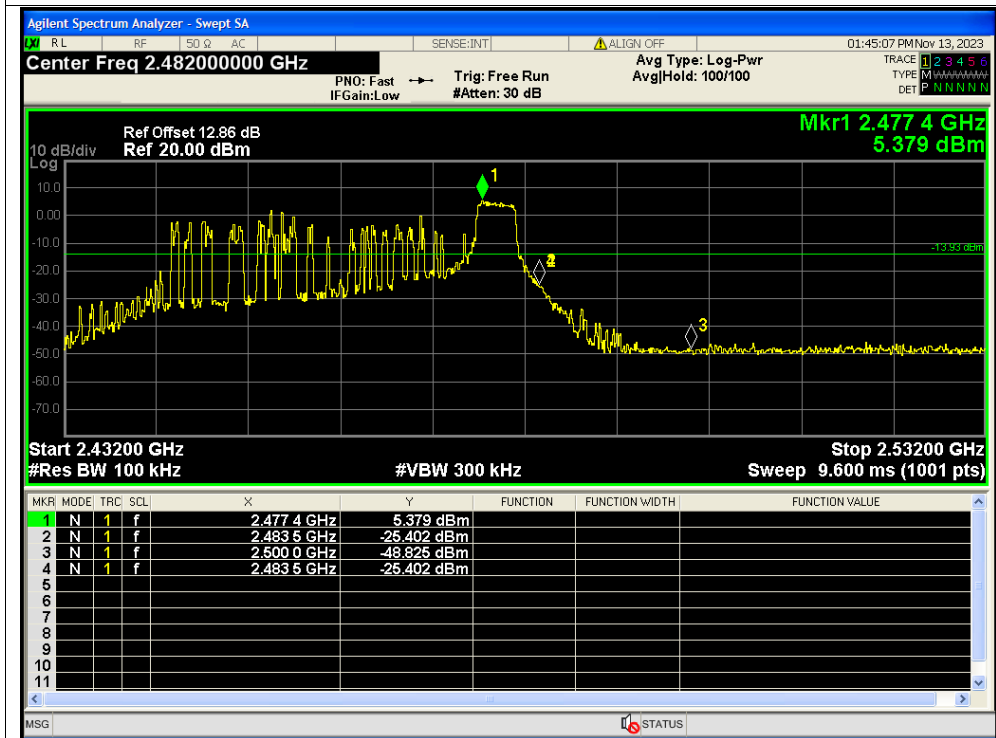 Agilent Spectrum Analyzer - Swept SA
LXI RL RF 50 Ω AC SENSE:INT ALIGN OFF 01:45:07 PM Nov 13, 2023
Center Freq 2.482000000 GHz
PNO: Fast
IFGain:Low
Trig: Free Run
#Atten: 30 dB
Avg Type: Log-Pwr
Avg|Hold: 100/100
TRACE 1 2 3 4 5 6
TYPE M
DET P N N N N N
Mkr1 2.477 4 GHz
5.379 dBm
Ref Offset 12.86 dB
10 dB/div Ref 20.00 dBm
Log
10.0
0.00
-10.0
-20.0
-30.0
-40.0
-50.0
-60.0
-70.0
1
-13.93 dBm
3
Start 2.43200 GHz Stop 2.53200 GHz
#Res BW 100 kHz #VBW 300 kHz Sweep 9.600 ms (1001 pts)
MKR MODE TRC SCL X Y FUNCTION FUNCTION WIDTH FUNCTION VALUE
1 N 1 f 2.477 4 GHz 5.379 dBm
2 N 1 f 2.483 5 GHz -25.402 dBm
3 N 1 f 2.500 0 GHz -48.825 dBm
4 N 1 f 2.483 5 GHz -25.402 dBm
5
6
7
8
9
10
11
MSG STATUS